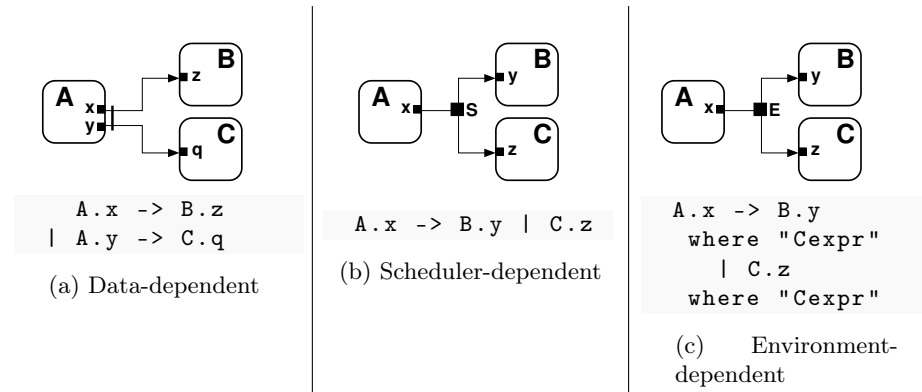 A
x
y
B
z
C
q
A.x -> B.z
| A.y -> C.q
(a) Data-dependent
A
x
S
B
y
C
z
A.x -> B.y | C.z
(b) Scheduler-dependent
A
x
E
B
y
C
z
A.x -> B.y
where "Cexpr"
| C.z
where "Cexpr"
(c) Environment-
dependent